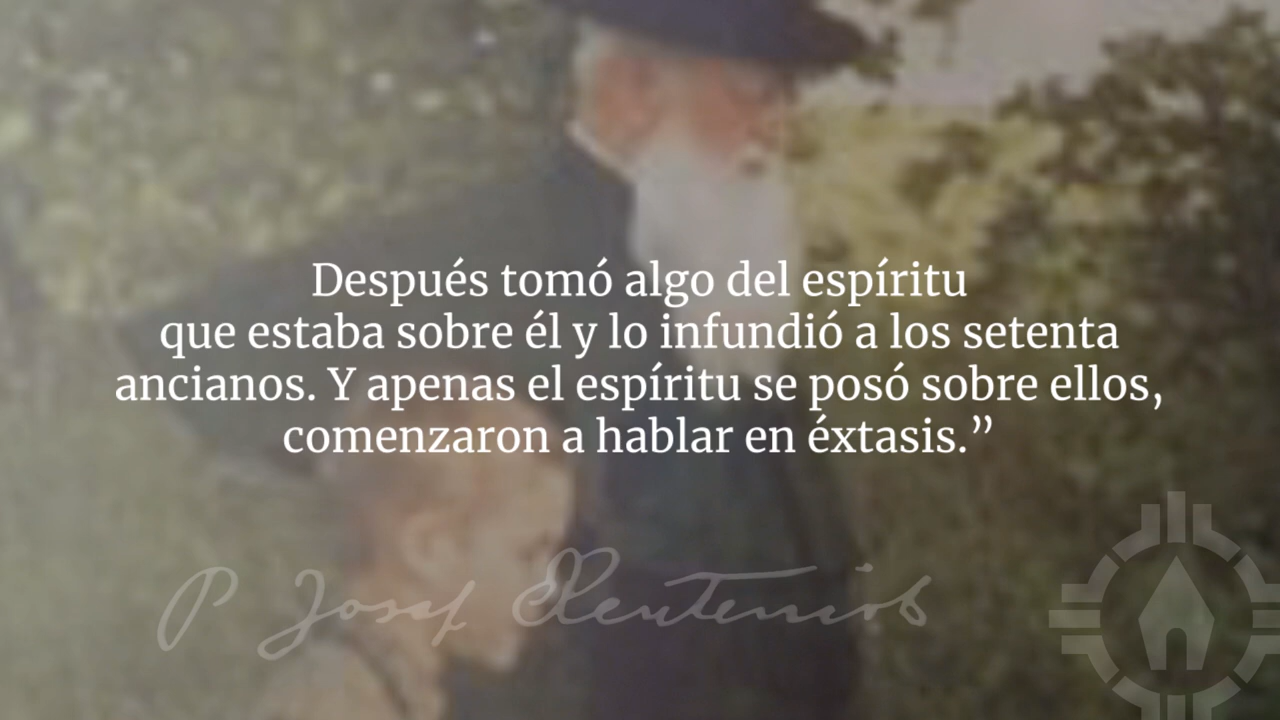 Después tomó algo del espíritu
que estaba sobre él y lo infundió a los setenta
ancianos. Y apenas el espíritu se posó sobre ellos,
comenzaron a hablar en éxtasis.”
P Josef Kentenich